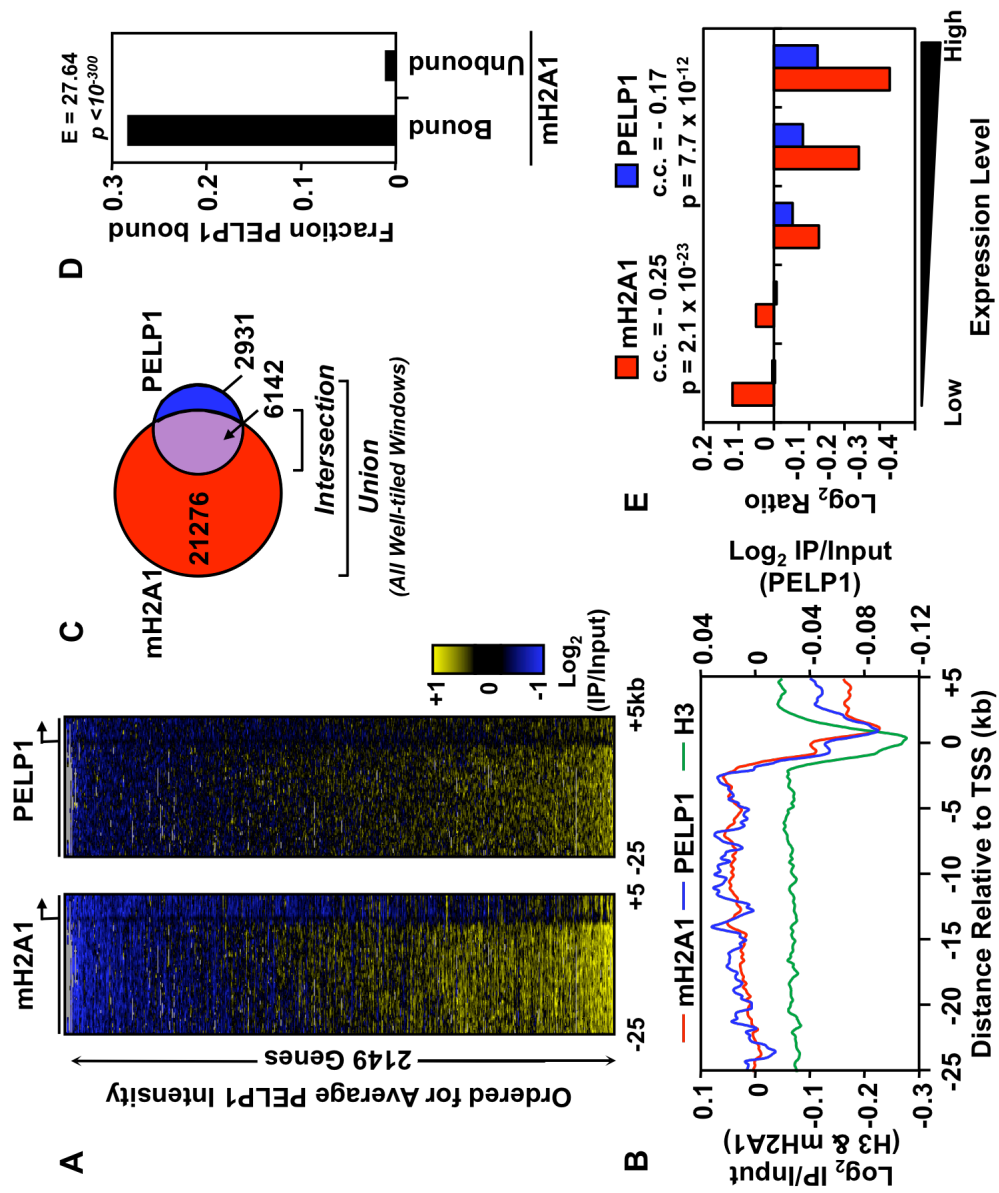 A
mH2A1
PELP1
Ordered for Average PELP1 Intensity
2149 Genes
-25
+5
-25
+5kb
+1
0
-1
Log2
(IP/Input)
B
mH2A1
PELP1
H3
Log2 IP/Input
(H3 & mH2A1)
0.1
0
-0.1
-0.2
-0.3
Log2 IP/Input
(PELP1)
0.04
0
-0.04
-0.08
-0.12
-25
-20
-15
-10
-5
0
+5
Distance Relative to TSS (kb)
C
mH2A1
PELP1
21276
6142
2931
Intersection
Union
(All Well-tiled Windows)
D
E = 27.64
p <10-300
Fraction PELP1 bound
0.3
0.2
0.1
0
Bound
Unbound
mH2A1
E
mH2A1
c.c. = - 0.25
p = 2.1 x 10-23
PELP1
c.c. = - 0.17
p = 7.7 x 10-12
Log2 Ratio
0.2
0.1
0
-0.1
-0.2
-0.3
-0.4
Low
High
Expression Level